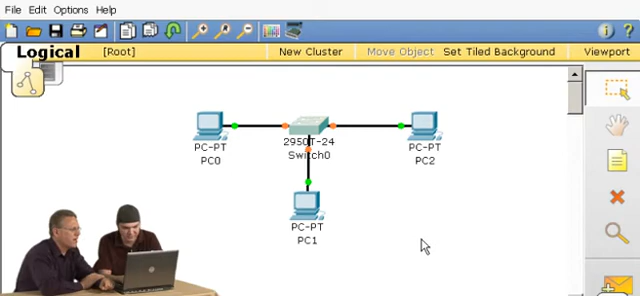 File Edit Options Help
Logical [Root] New Cluster Move Object Set Tiled Background Viewport
PC-PT
PC0
2950T-24
Switch0
PC-PT
PC2
PC-PT
PC1